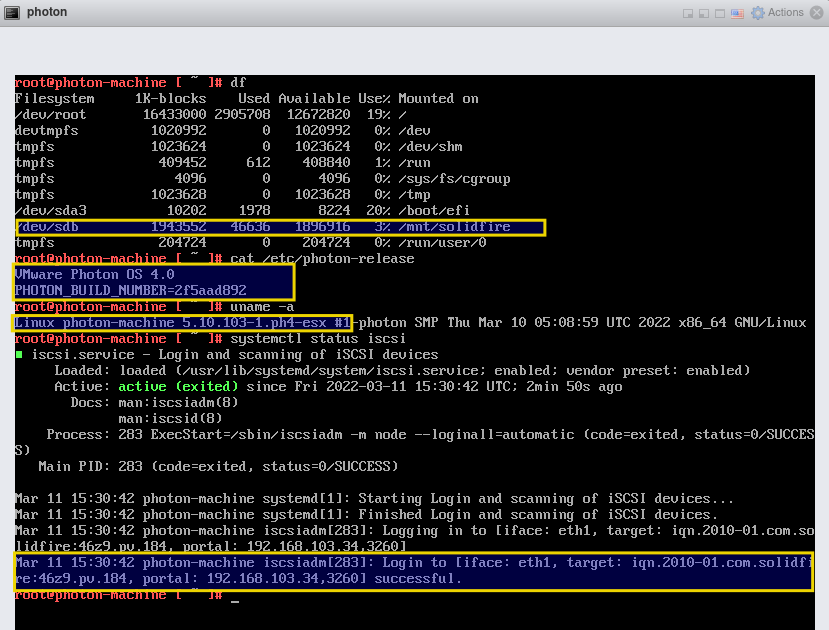 photon
Actions
root@photon-machine [ ~ ]# df
Filesystem     1K-blocks    Used Available Use% Mounted on
/dev/root       16433000 2905708  12672820  19% /
devtmpfs         1020992       0   1020992   0% /dev
tmpfs            1023624       0   1023624   0% /dev/shm
tmpfs             409452     612    408840   1% /run
tmpfs               4096       0      4096   0% /sys/fs/cgroup
tmpfs            1023628       0   1023628   0% /tmp
/dev/sda3          10202    1978      8224  20% /boot/efi
/dev/sdb         1943552   46636   1896916   3% /mnt/solidfire
tmpfs             204724       0    204724   0% /run/user/0
root@photon-machine [ ~ ]# cat /etc/photon-release
VMware Photon OS 4.0
PHOTON_BUILD_NUMBER=2f5aad892
root@photon-machine [ ~ ]# uname -a
Linux photon-machine 5.10.103-1.ph4-esx #1-photon SMP Thu Mar 10 05:08:59 UTC 2022 x86_64 GNU/Linux
root@photon-machine [ ~ ]# systemctl status iscsi
■ iscsi.service - Login and scanning of iSCSI devices
     Loaded: loaded (/usr/lib/systemd/system/iscsi.service; enabled; vendor preset: enabled)
     Active: active (exited) since Fri 2022-03-11 15:30:42 UTC; 2min 50s ago
       Docs: man:iscsiadm(8)
             man:iscsid(8)
    Process: 283 ExecStart=/sbin/iscsiadm -m node --loginall=automatic (code=exited, status=0/SUCCES
S)
   Main PID: 283 (code=exited, status=0/SUCCESS)
Mar 11 15:30:42 photon-machine systemd[1]: Starting Login and scanning of iSCSI devices...
Mar 11 15:30:42 photon-machine systemd[1]: Finished Login and scanning of iSCSI devices.
Mar 11 15:30:42 photon-machine iscsiadm[283]: Logging in to [iface: eth1, target: iqn.2010-01.com.so
lidfire:46z9.pv.184, portal: 192.168.103.34,3260]
Mar 11 15:30:42 photon-machine iscsiadm[283]: Login to [iface: eth1, target: iqn.2010-01.com.solidfi
re:46z9.pv.184, portal: 192.168.103.34,3260] successful.
root@photon-machine [ ~ ]# _